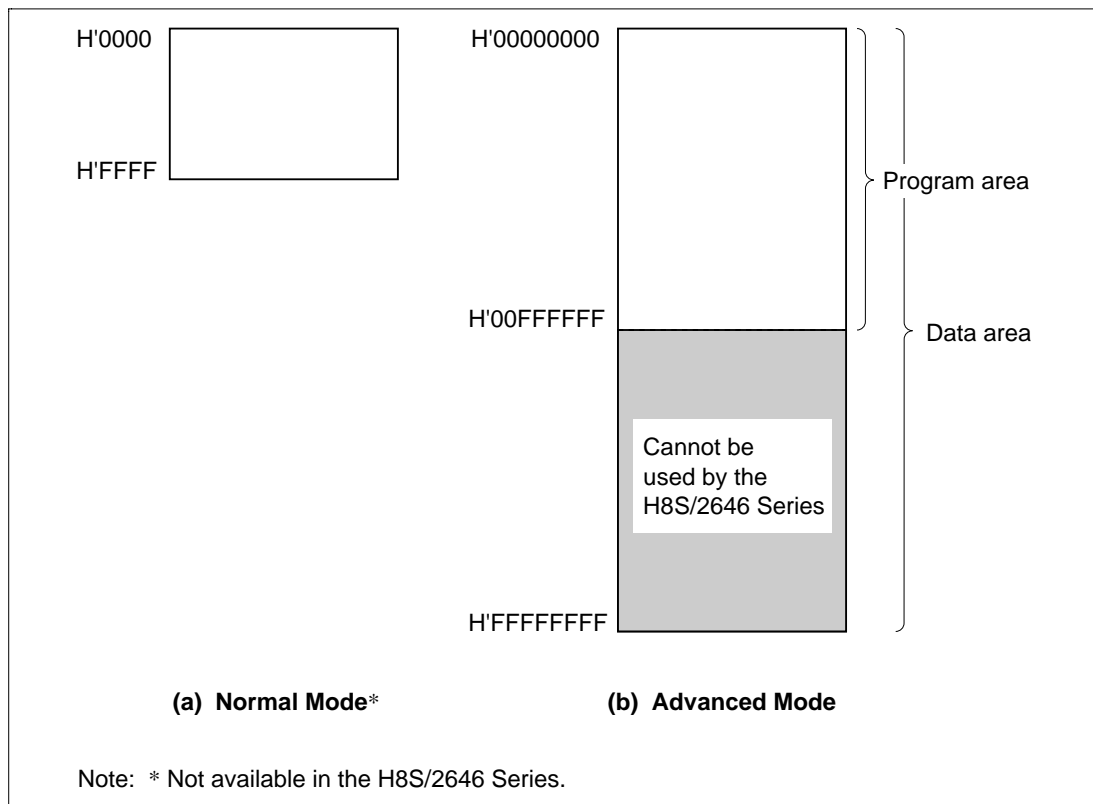 H'0000
H'FFFF
(a) Normal Mode*
H'00000000
H'00FFFFFF
H'FFFFFFFF
Program area
Data area
Cannot be
used by the
H8S/2646 Series
(b) Advanced Mode
Note: * Not available in the H8S/2646 Series.